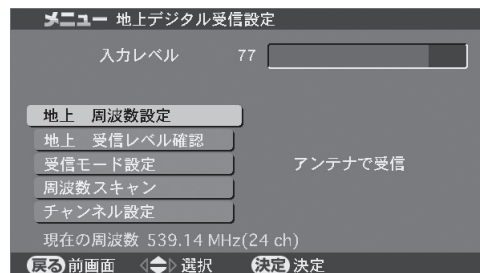 メニュー 地上デジタル受信設定
入力レベル 77
地上 周波数設定
地上 受信レベル確認
受信モード設定
アンテナで受信
周波数スキャン
チャンネル設定
現在の周波数 539.14 MHz(24 ch)
戻る 前画面 選択 決定 決定